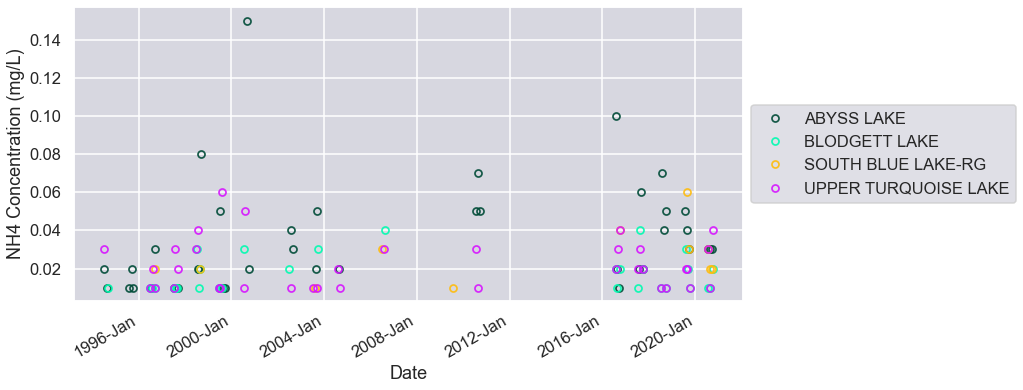 0.14
0.12
0.10
0.08
0.06
0.04
0.02
NH4 Concentration (mg/L)
1996-Jan
2000-Jan
2004-Jan
2008-Jan
2012-Jan
2016-Jan
2020-Jan
Date
ABYSS LAKE
BLODGETT LAKE
SOUTH BLUE LAKE-RG
UPPER TURQUOISE LAKE